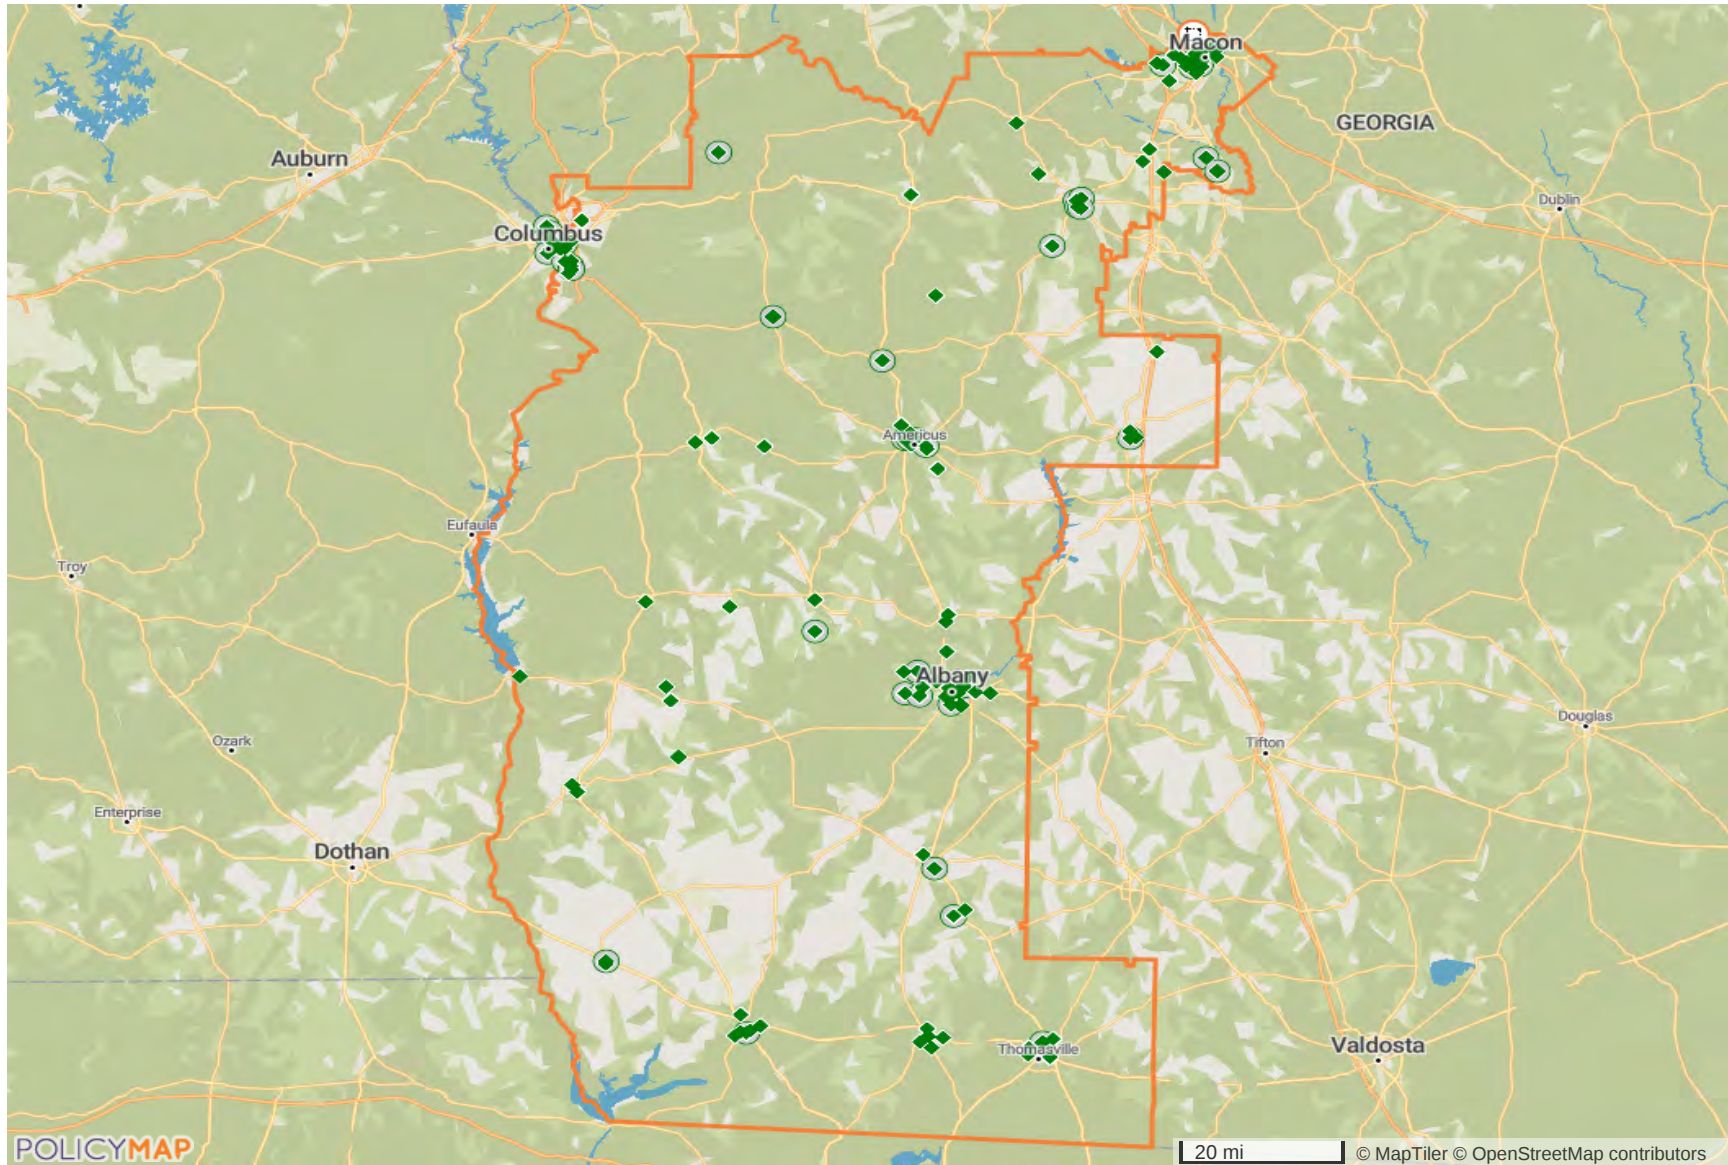 Macon
GEORGIA
Auburn
Dublin
Columbus
Americus
Eufaula
Troy
Albany
Douglas
Ozark
Tifton
Enterprise
Dothan
Thomasville
Valdosta
POLICYMAP
20 mi
© MapTiler © OpenStreetMap contributors